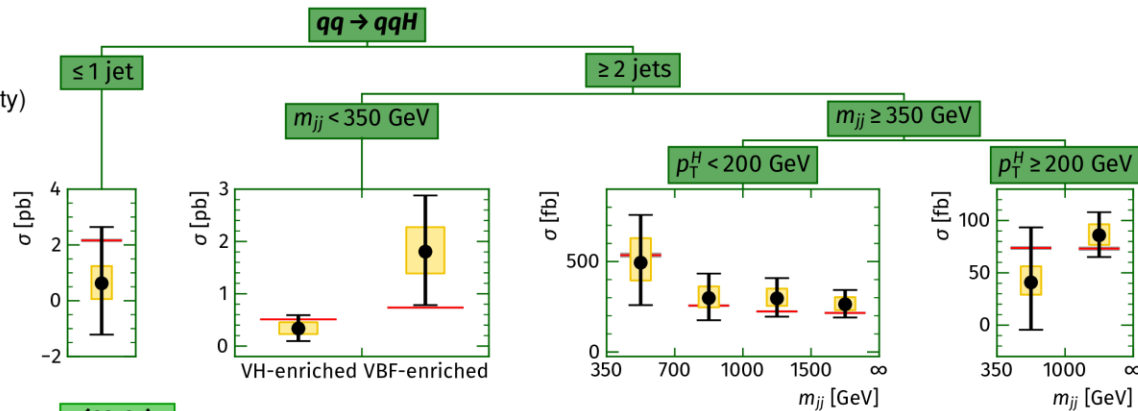 qq → qqH
≤ 1 jet
≥ 2 jets
ty)
m_jj < 350 GeV
m_jj ≥ 350 GeV
p_T^H < 200 GeV
p_T^H ≥ 200 GeV
σ [pb]
4
2
0
−2
σ [pb]
3
2
1
0
VH-enriched VBF-enriched
σ [fb]
500
0
350 700 1000 1500 ∞
m_jj [GeV]
σ [fb]
100
50
0
350 1000 ∞
m_jj [GeV]